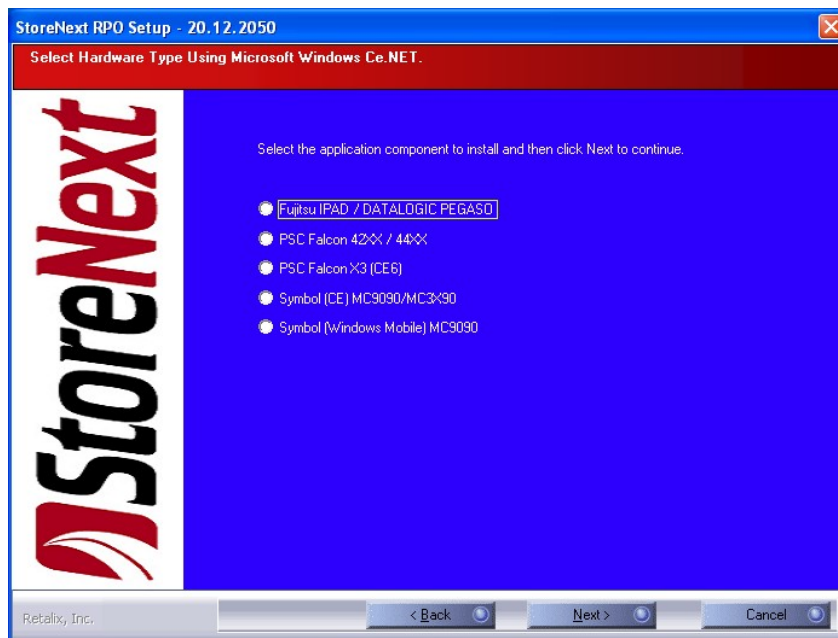 StoreNext RPO Setup - 20.12.2050
Select Hardware Type Using Microsoft Windows Ce.NET.
StoreNext
Select the application component to install and then click Next to continue.
Fujitsu IPAD / DATALOGIC PEGASO
PSC Falcon 42XX / 44XX
PSC Falcon X3 (CE6)
Symbol (CE) MC9090/MC3X90
Symbol (Windows Mobile) MC9090
Retalix, Inc.
< Back
Next >
Cancel